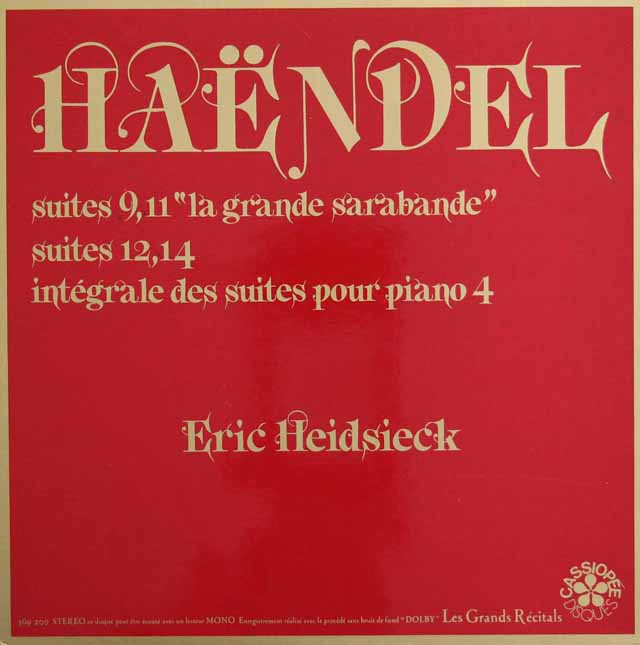 HAËNDEL
suites 9,11 "la grande sarabande"
suites 12,14
intégrale des suites pour piano 4
Eric Heidsieck
CASSIOPÉE
DISQUES
369 200 STEREO ce disque peut être écouté avec un lecteur MONO Enregistrement réalisé avec le procédé sans bruit de fond "DOLBY" - Les Grands Récitals